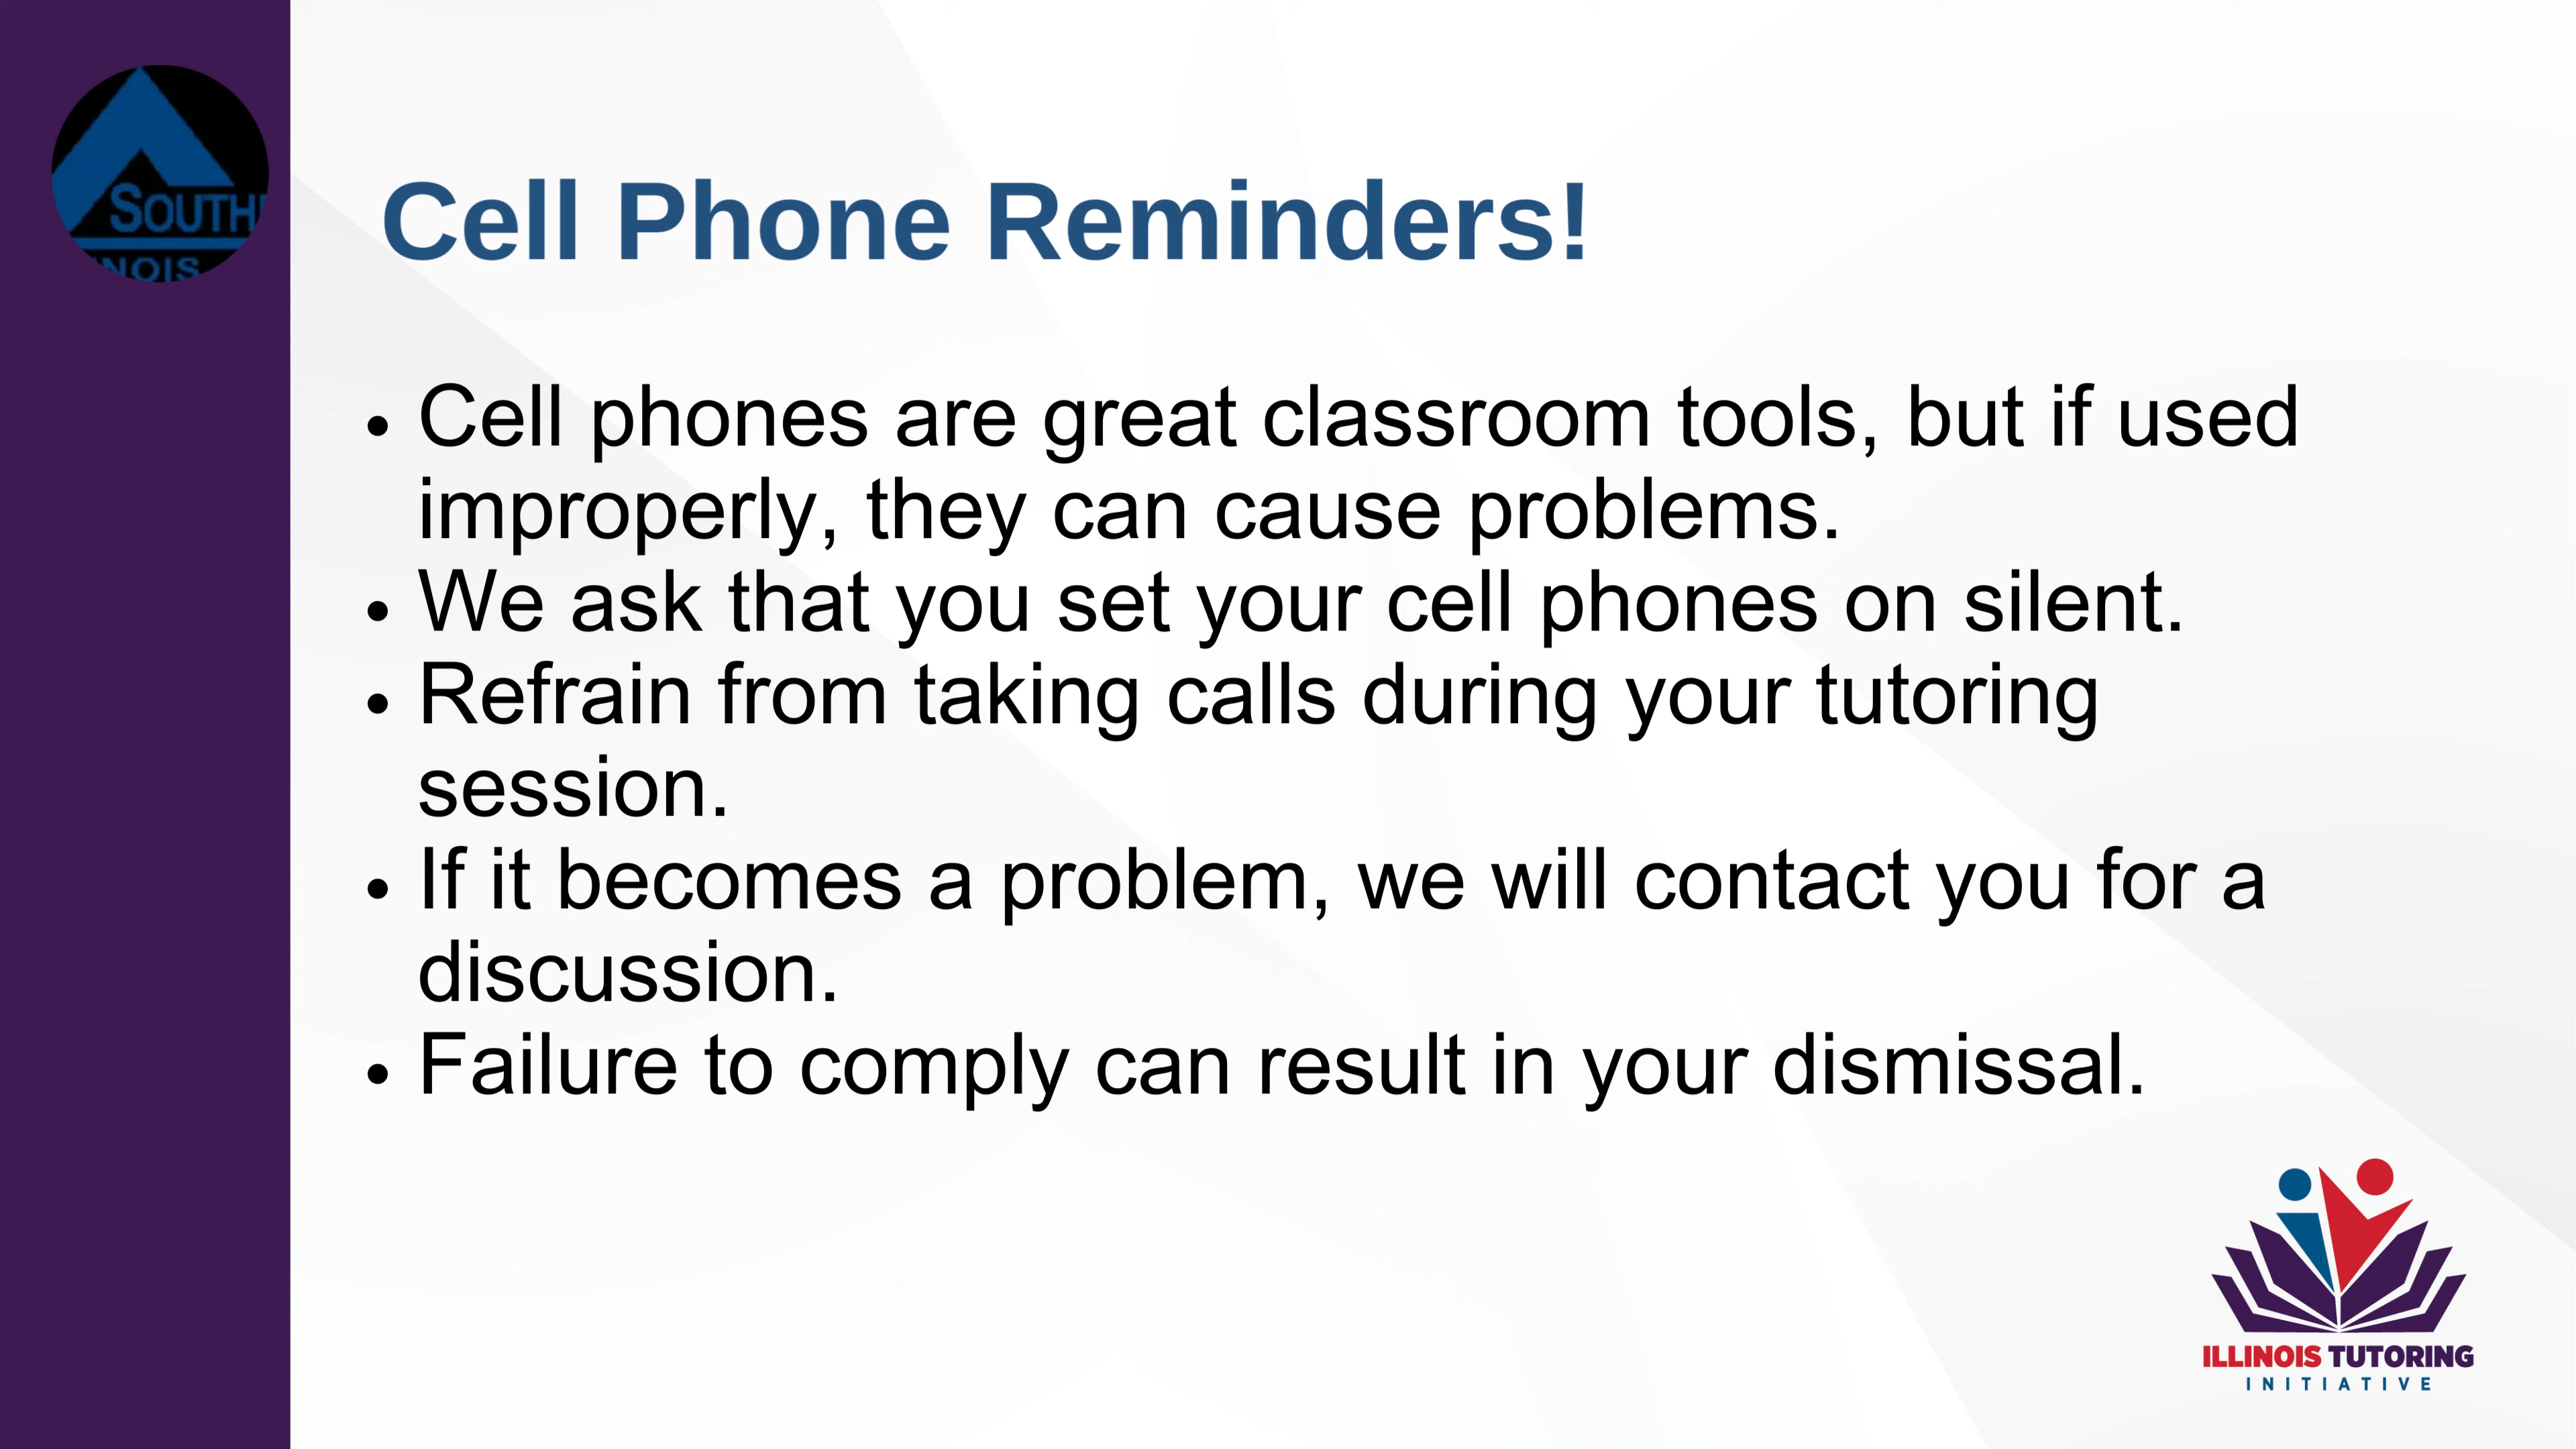 SOUTH
Cell Phone Reminders!
• Cell phones are great classroom tools, but if used
improperly, they can cause problems.
• We ask that you set your cell phones on silent.
• Refrain from taking calls during your tutoring
session.
• If it becomes a problem, we will contact you for a
discussion.
• Failure to comply can result in your dismissal.
ILLINOIS TUTORING
INITIATIVE